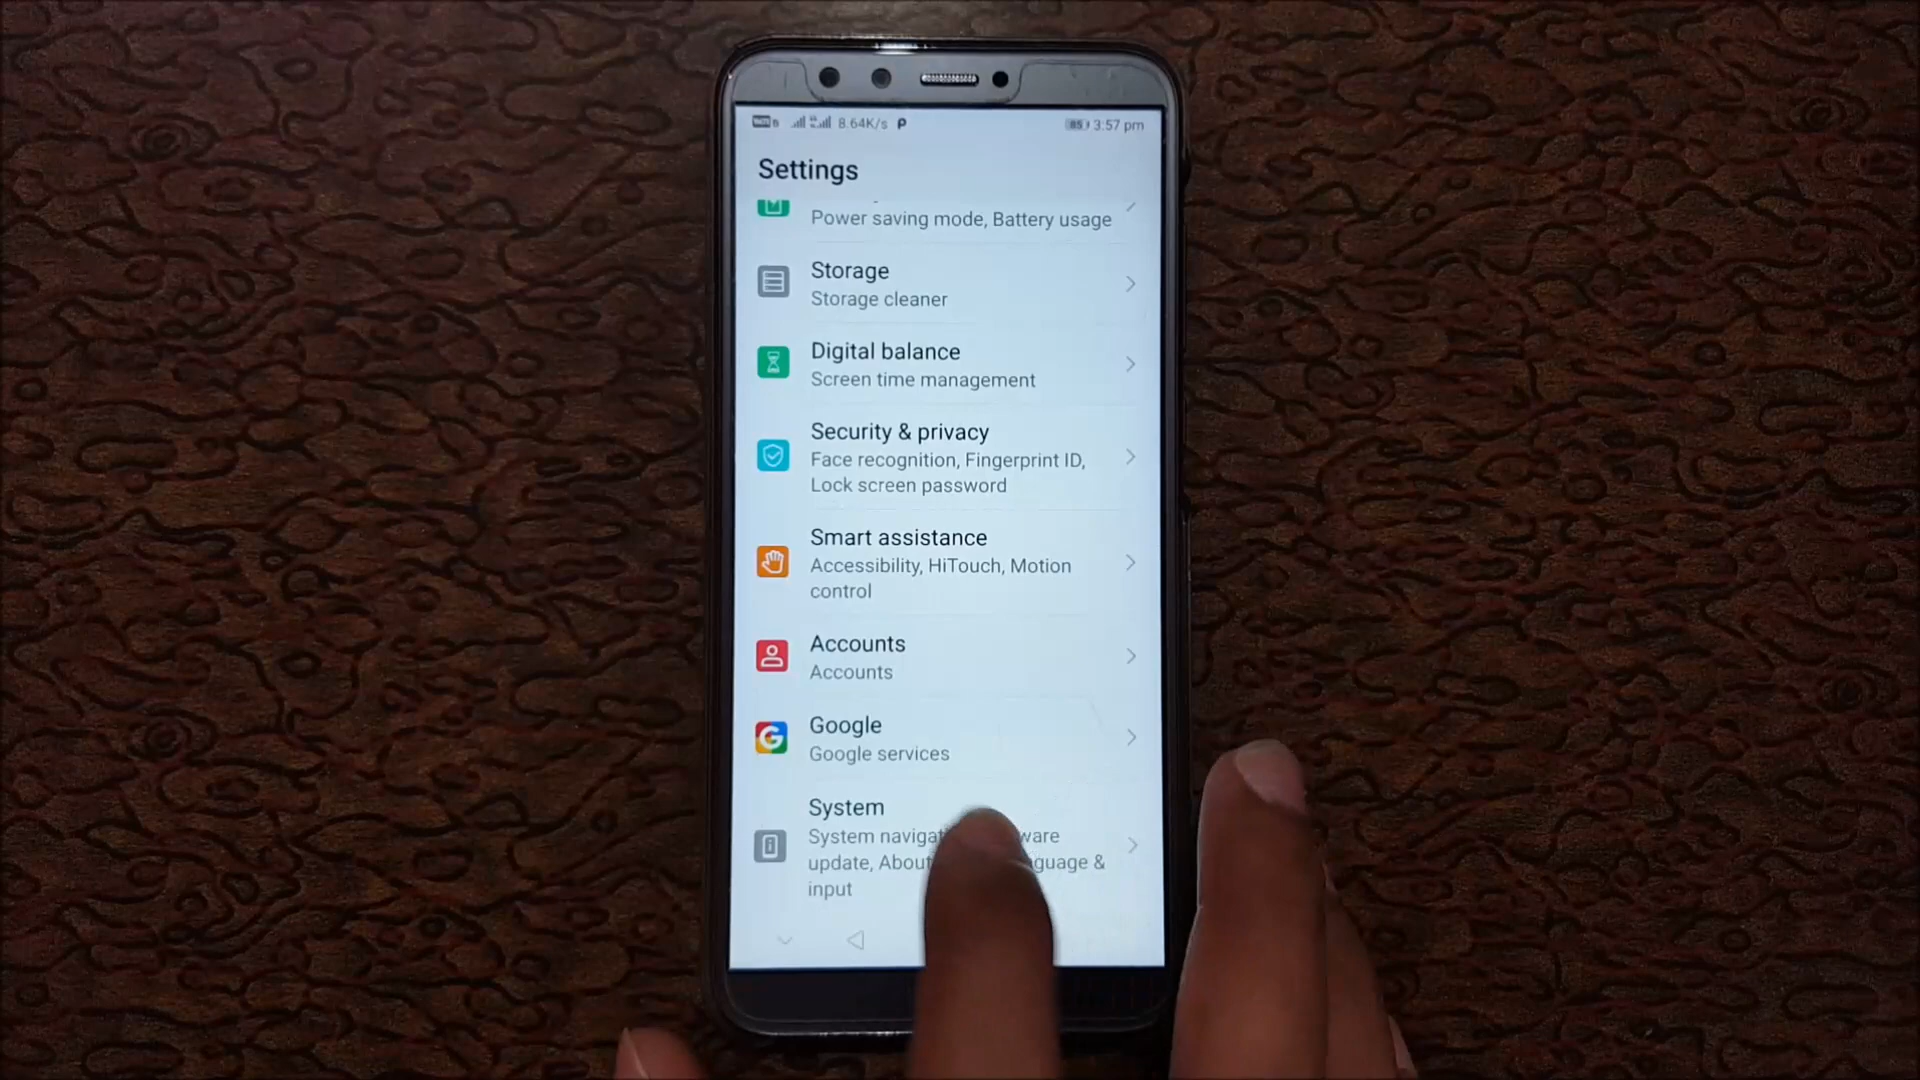 8.64K/s
85 3:57 pm
Settings
Power saving mode, Battery usage
Storage
Storage cleaner
Digital balance
Screen time management
Security & privacy
Face recognition, Fingerprint ID,
Lock screen password
Smart assistance
Accessibility, HiTouch, Motion
control
Accounts
Accounts
Google
Google services
System
System navigat ware
update, About guage &
input